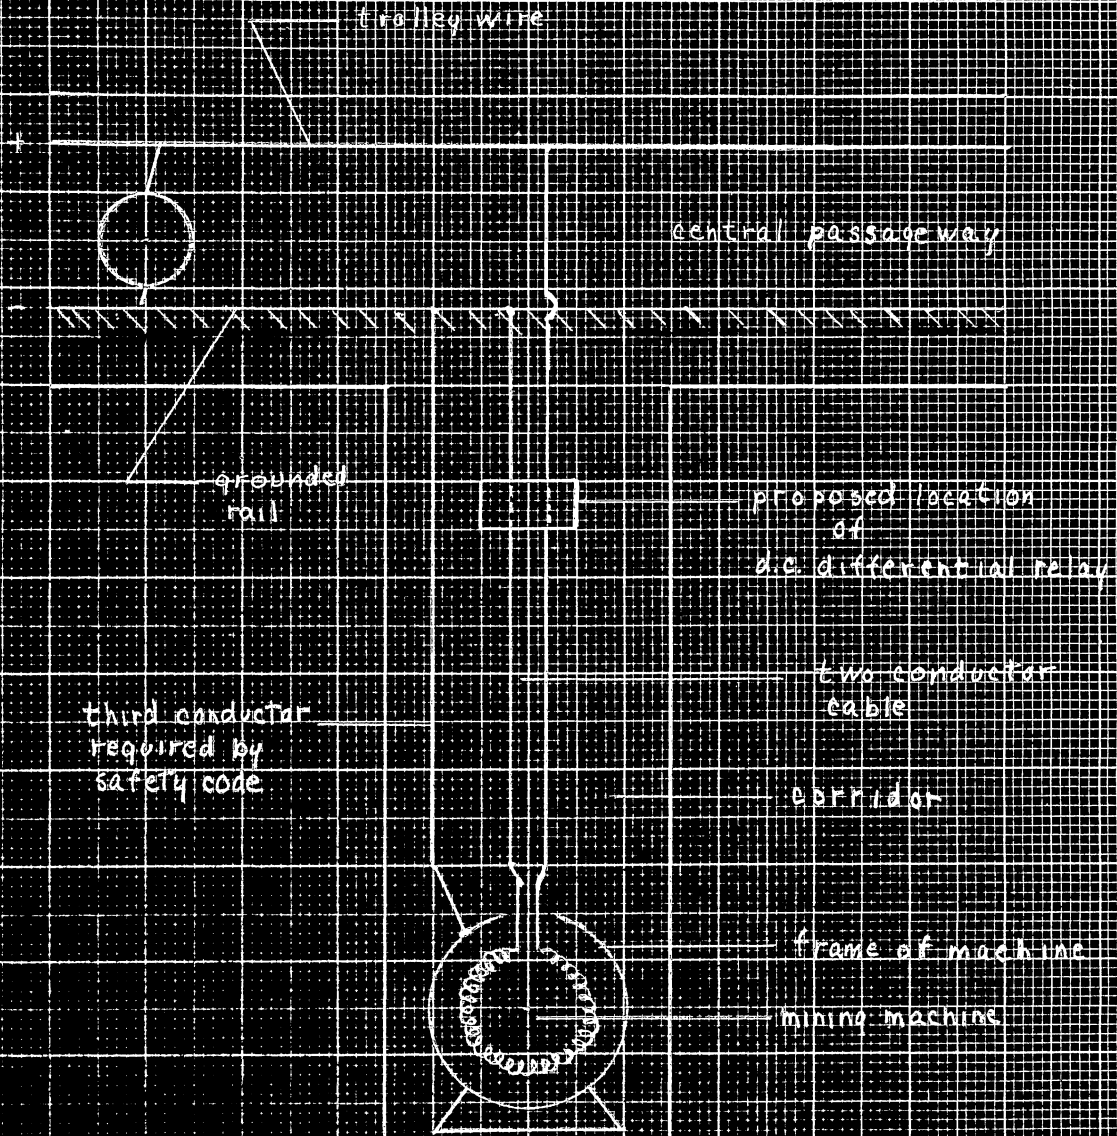 trolley wire
+
central passageway
-
grounded
rail
proposed location
of
d.c. differential relay
two conductor
cable
third conductor
required by
safety code
corridor
frame of machine
mining machine